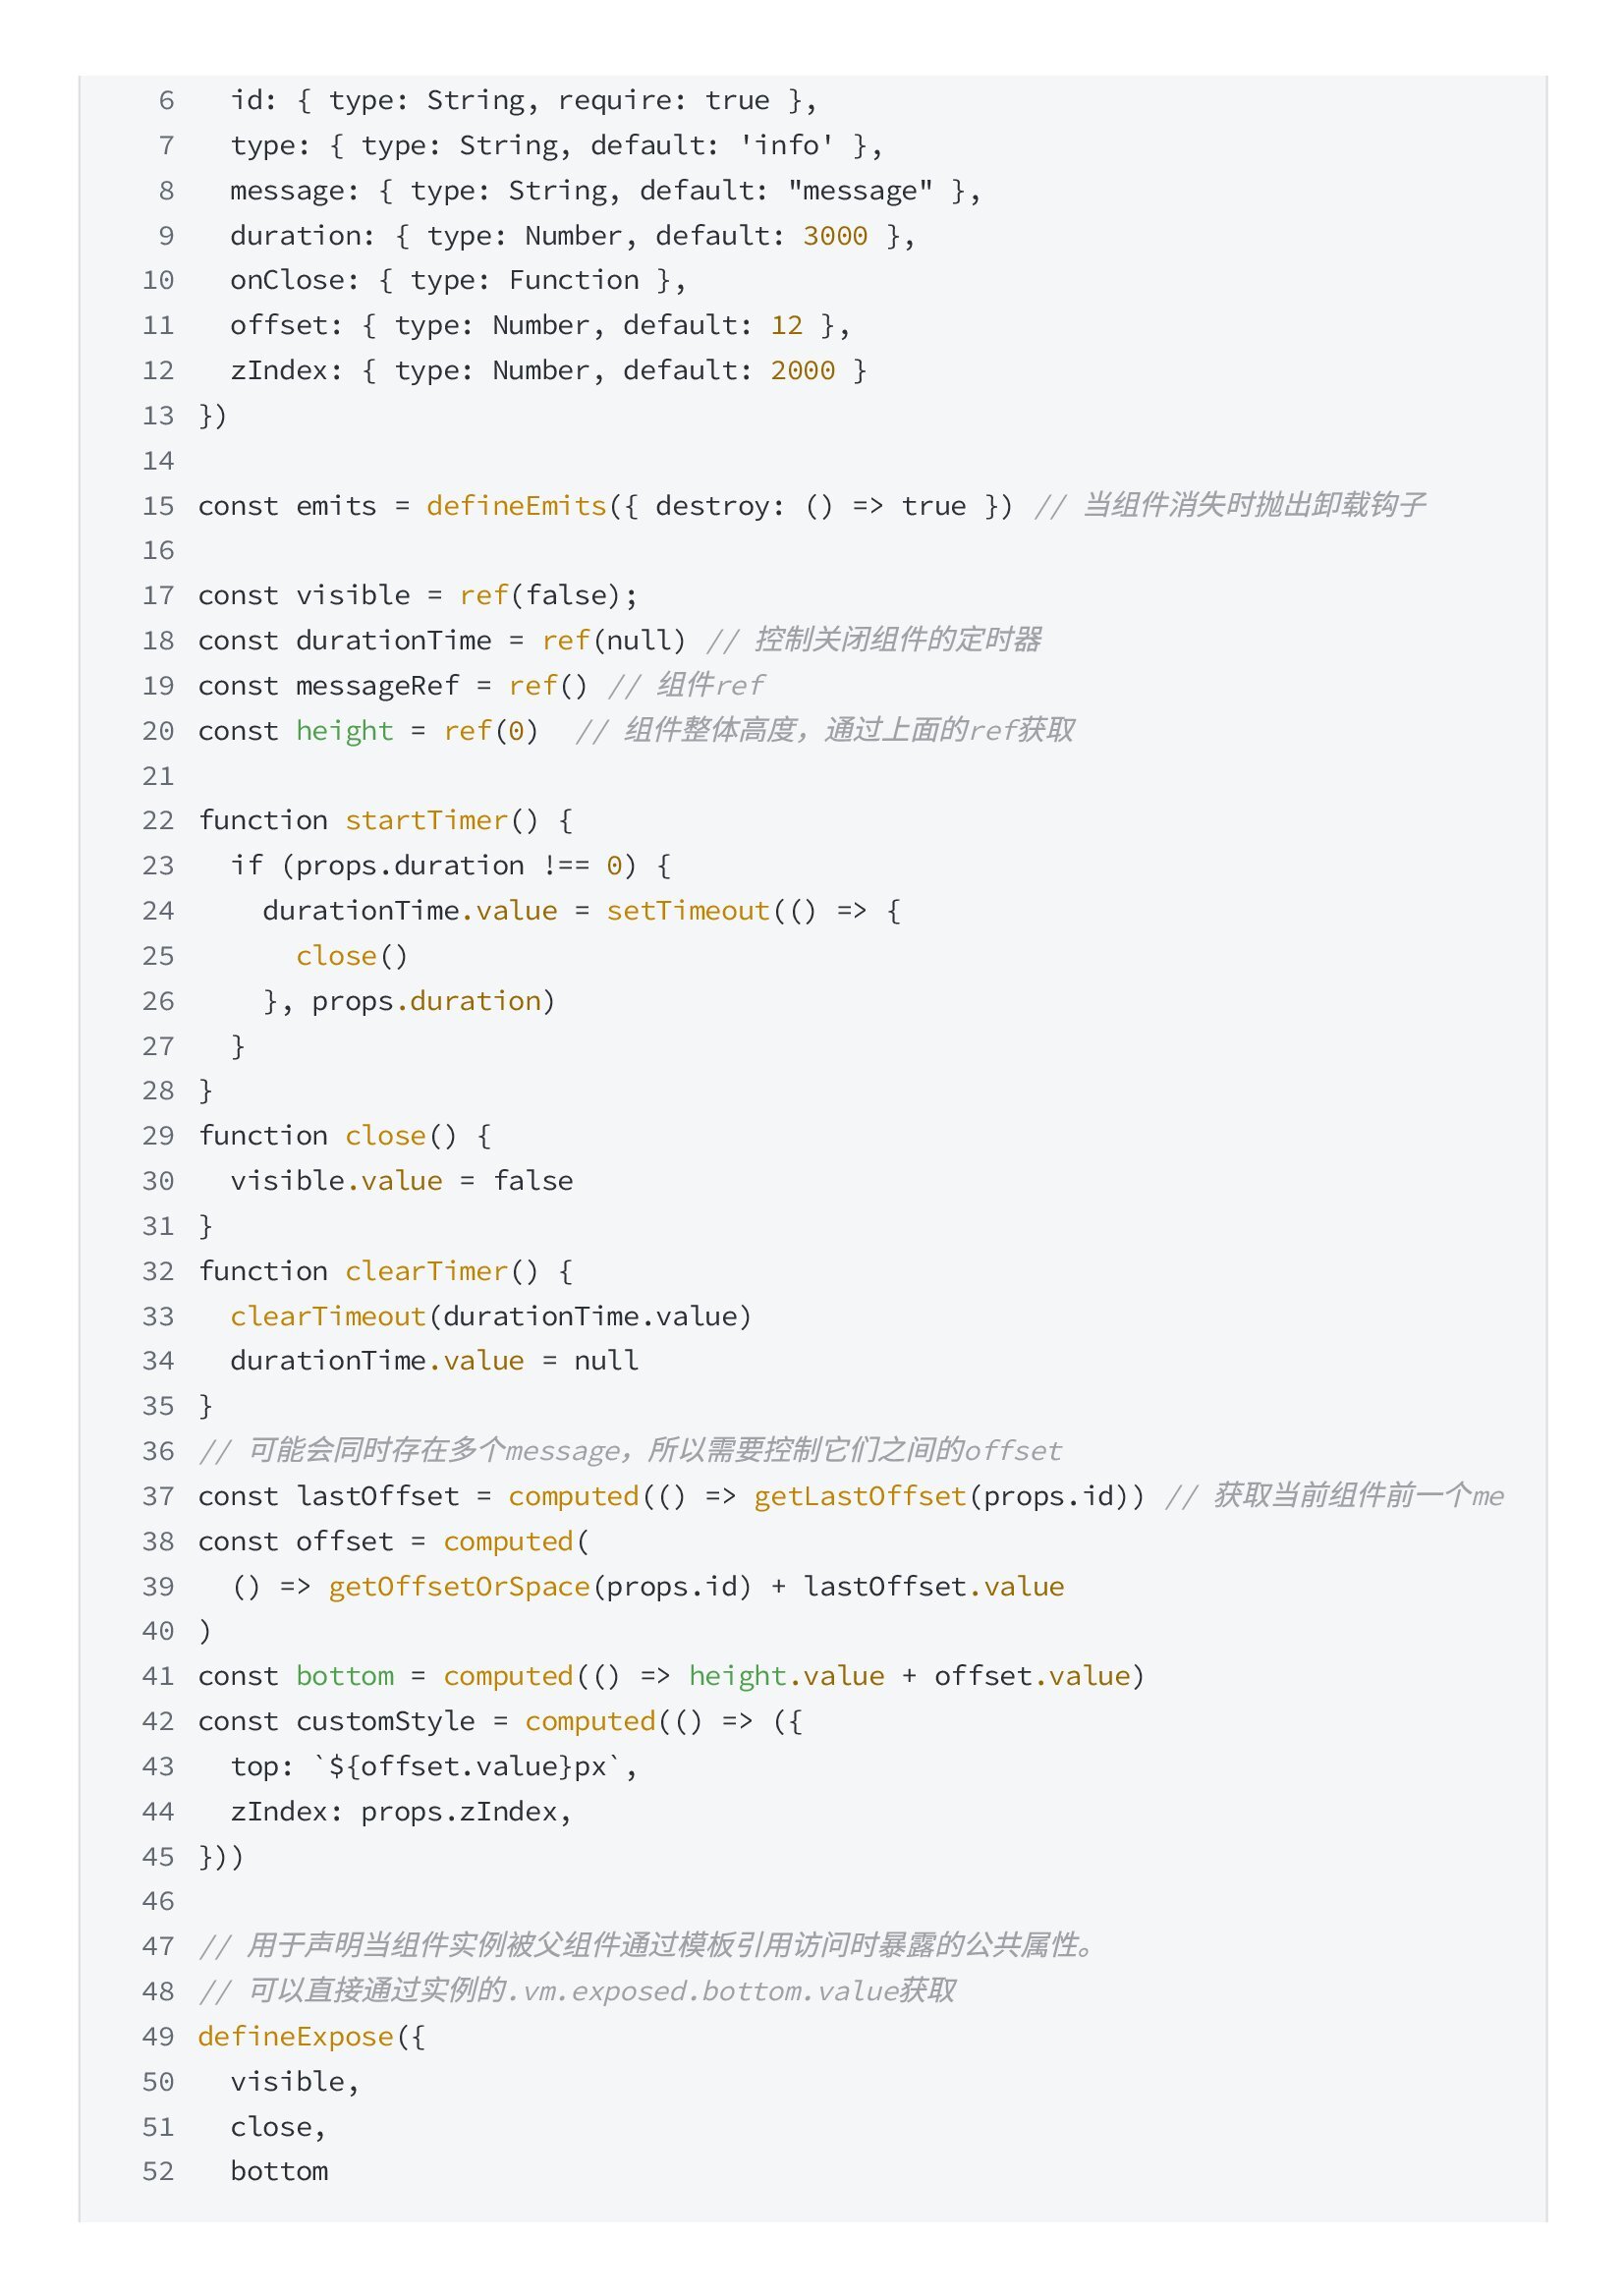 6 id: { type: String, require: true },
7 type: { type: String, default: 'info' },
8 message: { type: String, default: "message" },
9 duration: { type: Number, default: 3000 },
10 onClose: { type: Function },
11 offset: { type: Number, default: 12 },
12 zIndex: { type: Number, default: 2000 }
13 })
14
15 const emits = defineEmits({ destroy: () => true }) // 当组件消失时抛出卸载钩子
16
17 const visible = ref(false);
18 const durationTime = ref(null) // 控制关闭组件的定时器
19 const messageRef = ref() // 组件ref
20 const height = ref(0)  // 组件整体高度，通过上面的ref获取
21
22 function startTimer() {
23   if (props.duration !== 0) {
24     durationTime.value = setTimeout(() => {
25       close()
26     }, props.duration)
27   }
28 }
29 function close() {
30   visible.value = false
31 }
32 function clearTimer() {
33   clearTimeout(durationTime.value)
34   durationTime.value = null
35 }
36 // 可能会同时存在多个message，所以需要控制它们之间的offset
37 const lastOffset = computed(() => getLastOffset(props.id)) // 获取当前组件前一个me
38 const offset = computed(
39   () => getOffsetOrSpace(props.id) + lastOffset.value
40 )
41 const bottom = computed(() => height.value + offset.value)
42 const customStyle = computed(() => ({
43   top: `${offset.value}px`,
44   zIndex: props.zIndex,
45 }))
46
47 // 用于声明当组件实例被父组件通过模板引用访问时暴露的公共属性。
48 // 可以直接通过实例的.vm.exposed.bottom.value获取
49 defineExpose({
50   visible,
51   close,
52   bottom